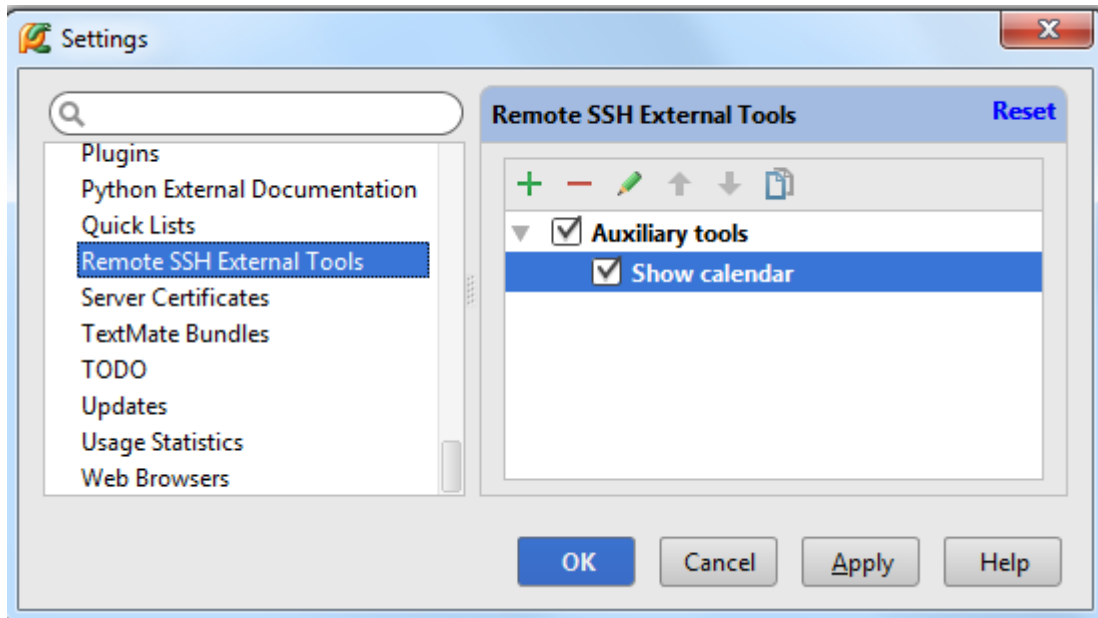 Settings
Plugins
Python External Documentation
Quick Lists
Remote SSH External Tools
Server Certificates
TextMate Bundles
TODO
Updates
Usage Statistics
Web Browsers
Remote SSH External Tools
Reset
Auxiliary tools
Show calendar
OK
Cancel
Apply
Help